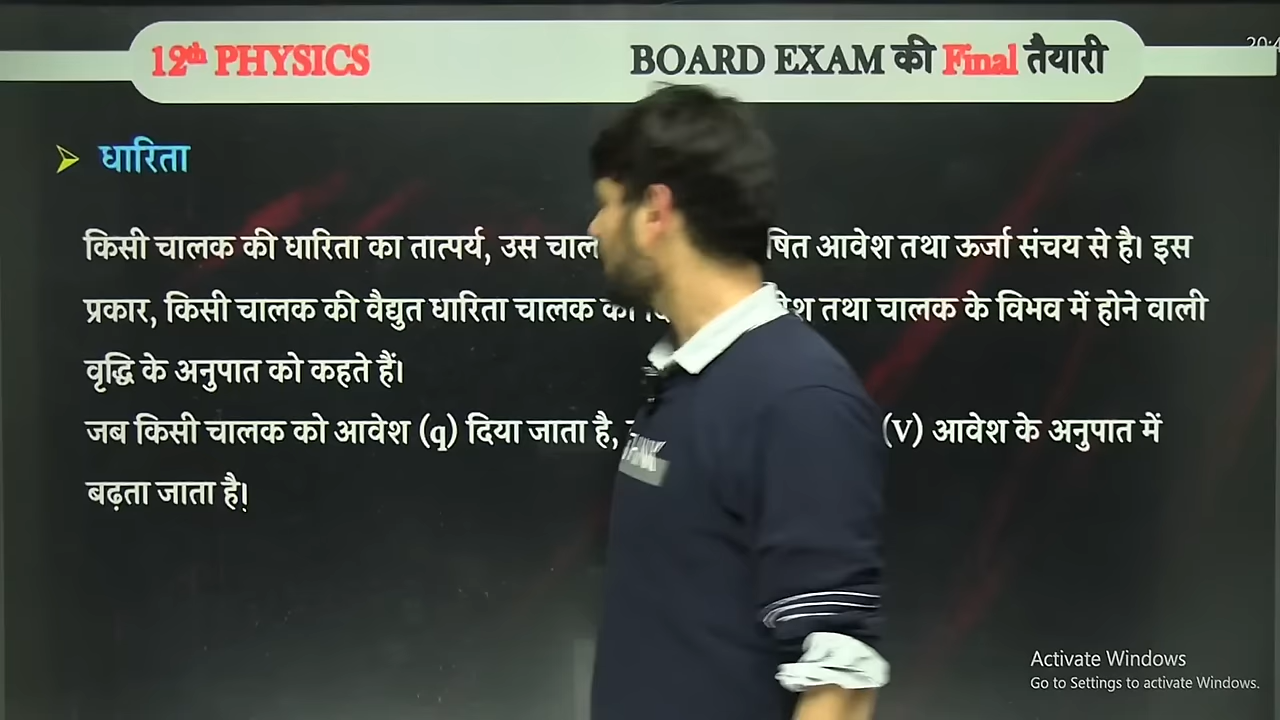 12th PHYSICS
BOARD EXAM की Final तैयारी
धारिता
किसी चालक की धारिता का तात्पर्य, उस आवेश तथा ऊर्जा संचय से है। इस
प्रकार, किसी चालक की वैद्युत धारिता चालक तथा चालक के विभव में होने वाली
वृद्धि के अनुपात को कहते हैं।
जब किसी चालक को आवेश (q) दिया जाता है, (V) आवेश के अनुपात में
बढ़ता जाता है।
Activate Windows
Go to Settings to activate Windows.